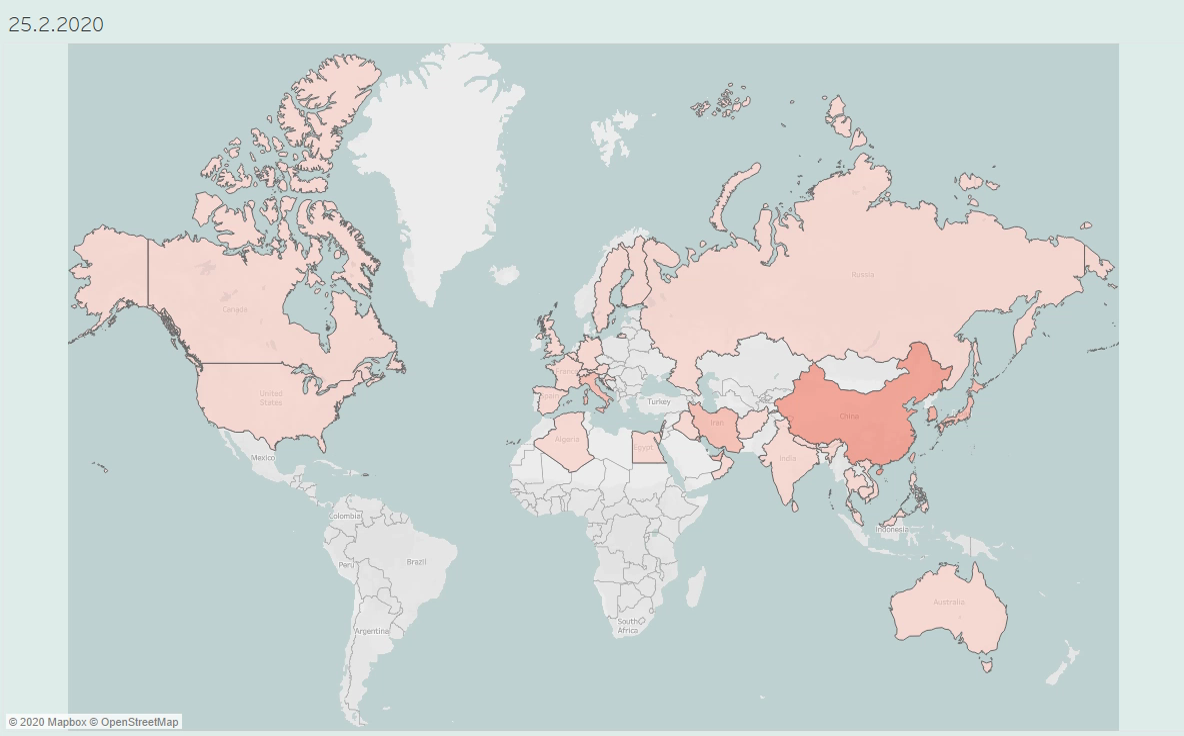 25.2.2020
Russia
Canada
France
United
States
Spain
Turkey
China
Iran
Algeria
Egypt
Mexico
India
Colombia
Indonesia
Brazil
Peru
Australia
South
Africa
Argentina
© 2020 Mapbox © OpenStreetMap